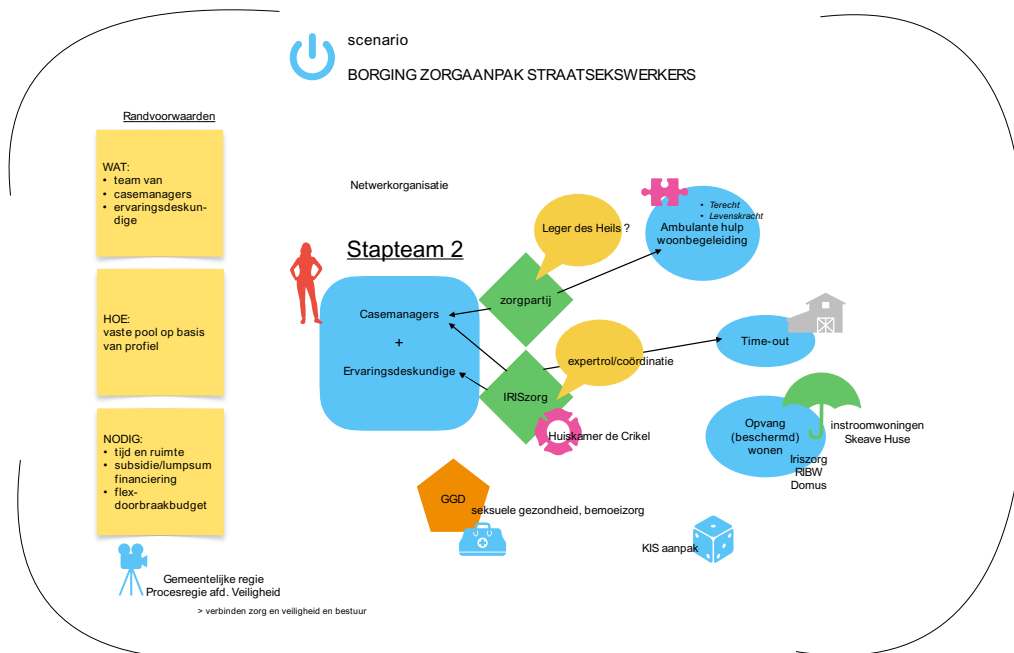 scenario
BORGING ZORGAANPAK STRAATSEKSWERKERS
Randvoorwaarden
WAT:
• team van
• casemanagers
• ervaringsdeskun-
dige
HOE:
vaste pool op basis
van profiel
NODIG:
• tijd en ruimte
• subsidie/lumpsum
financiering
• flex-
doorbraakbudget
Gemeentelijke regie
Procesregie afd. Veiligheid
> verbinden zorg en veiligheid en bestuur
Netwerkorganisatie
Stapteam 2
Casemanagers
+
Ervaringsdeskundige
Leger des Heils ?
zorgpartij
• Terecht
• Levenskracht
Ambulante hulp
woonbegeleiding
expertrol/coördinatie
IRISzorg
Huiskamer de Crikel
Time-out
Opvang
(beschermd)
wonen
Iriszorg
RIBW
Domus
instroomwoningen
Skeave Huse
GGD
seksuele gezondheid, bemoeizorg
KIS aanpak